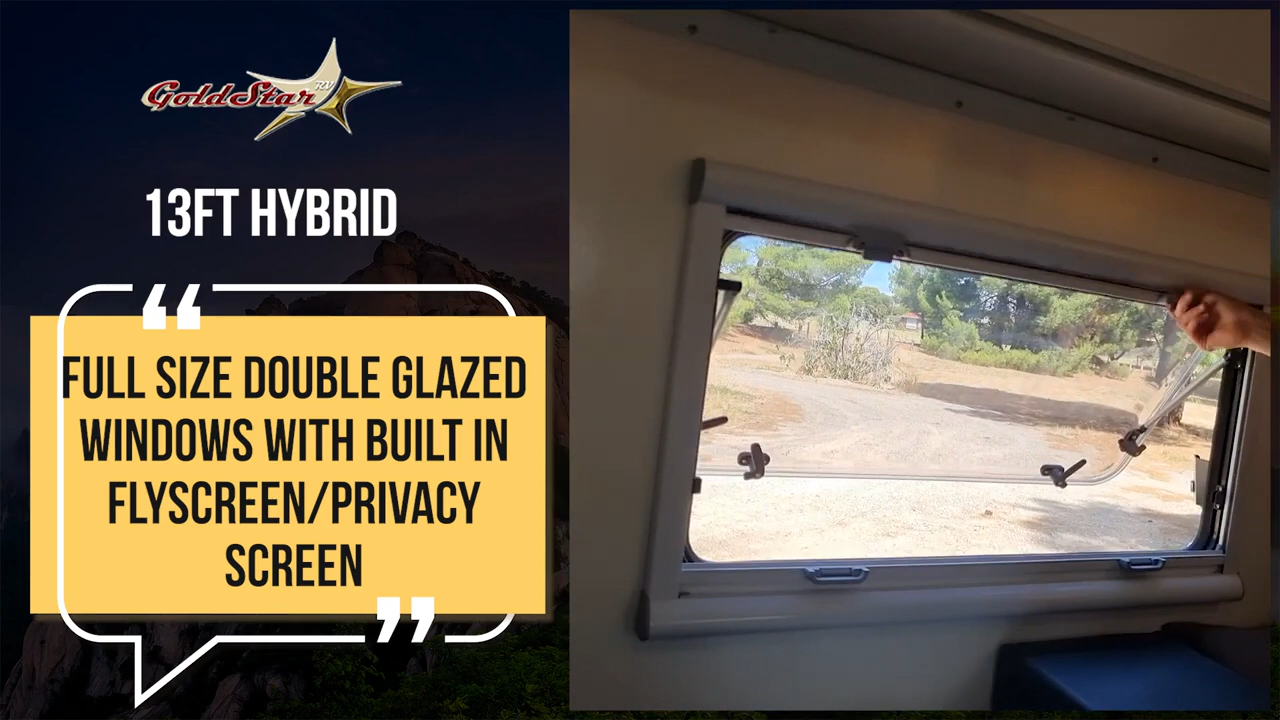 GoldStar RV
13FT HYBRID
“
FULL SIZE DOUBLE GLAZED
WINDOWS WITH BUILT IN
FLYSCREEN/PRIVACY
SCREEN
”